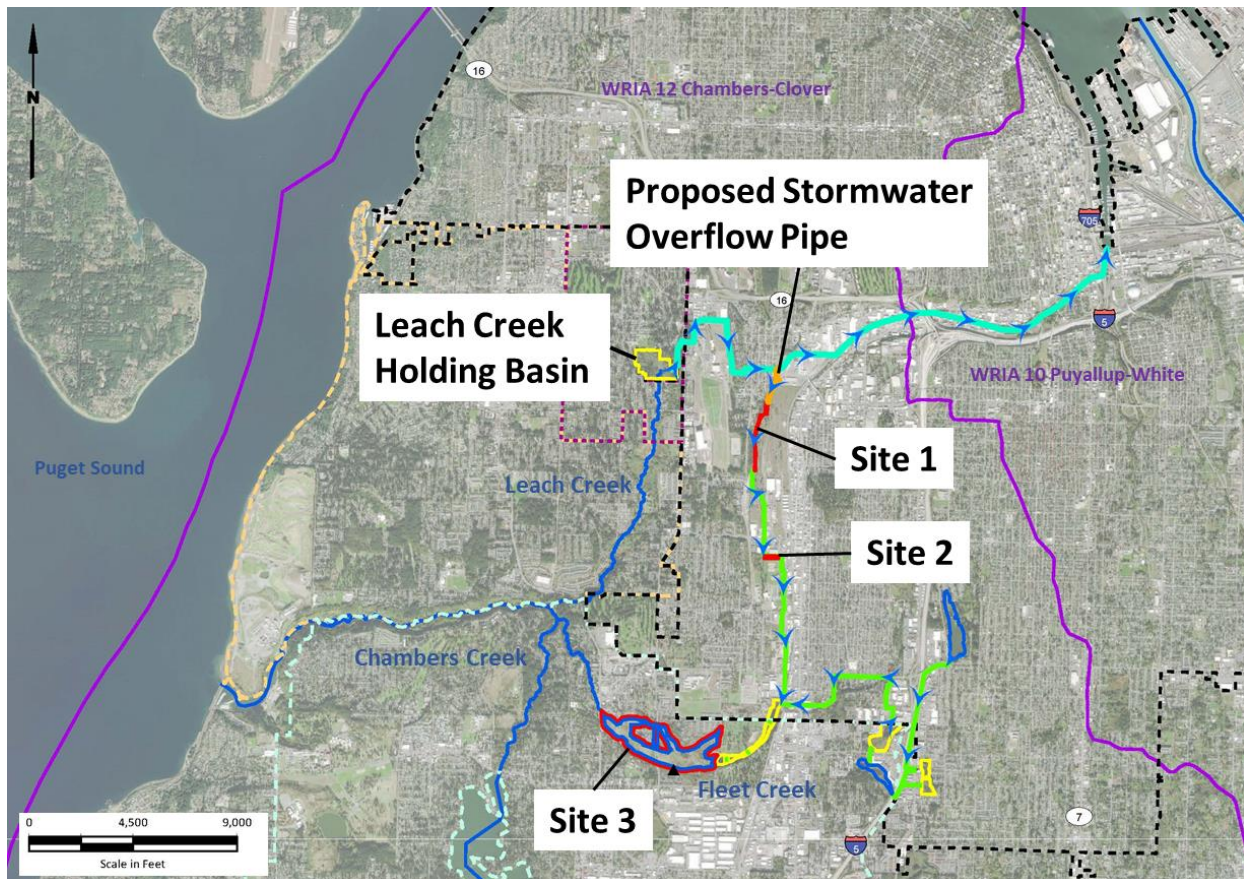 N
16
WRIA 12 Chambers-Clover
Proposed Stormwater
Overflow Pipe
705
Leach Creek
Holding Basin
16
5
WRIA 10 Puyallup-White
Puget Sound
Site 1
Leach Creek
Site 2
Chambers Creek
Fleet Creek
Site 3
7
5
0 4,500 9,000
Scale in Feet